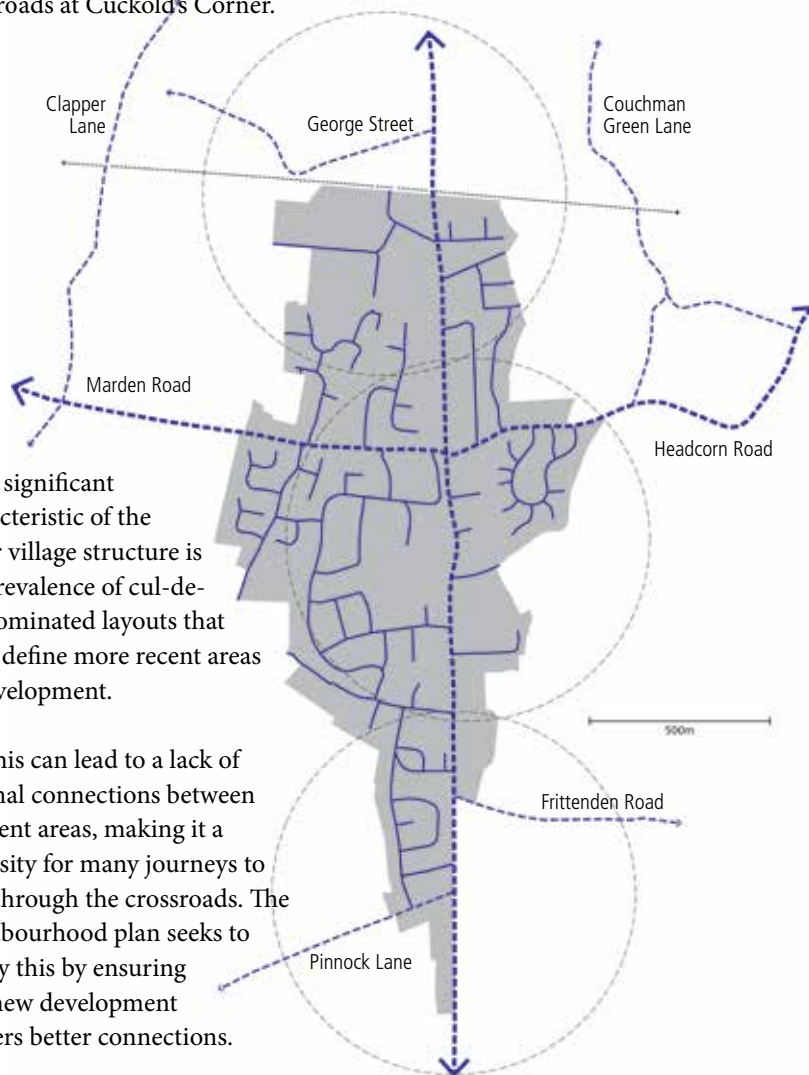 roads at Cuckold's Corner.
Clapper
Lane
George Street
Couchman
Green Lane
Marden Road
Headcorn Road
significant
cteristic of the
village structure is
revalence of cul-de-
ominated layouts that
define more recent areas
velopment.
500m
his can lead to a lack of
nal connections between
ent areas, making it a
sity for many journeys to
hrough the crossroads. The
bourhood plan seeks to
y this by ensuring
new development
ers better connections.
Frittenden Road
Pinnock Lane